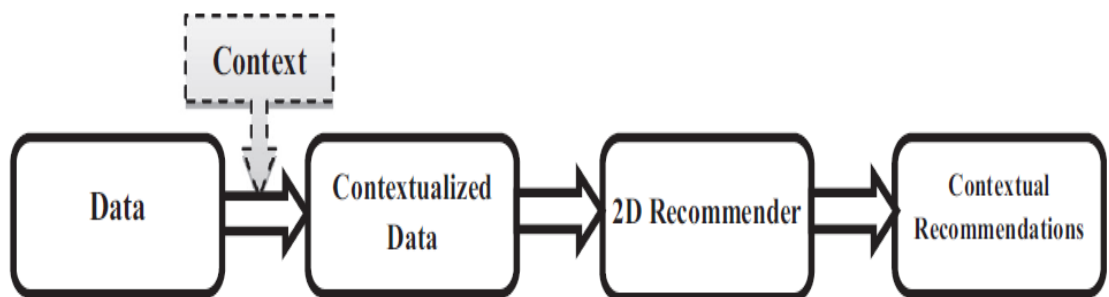 Context
Data
Contextualized
Data
2D Recommender
Contextual
Recommendations